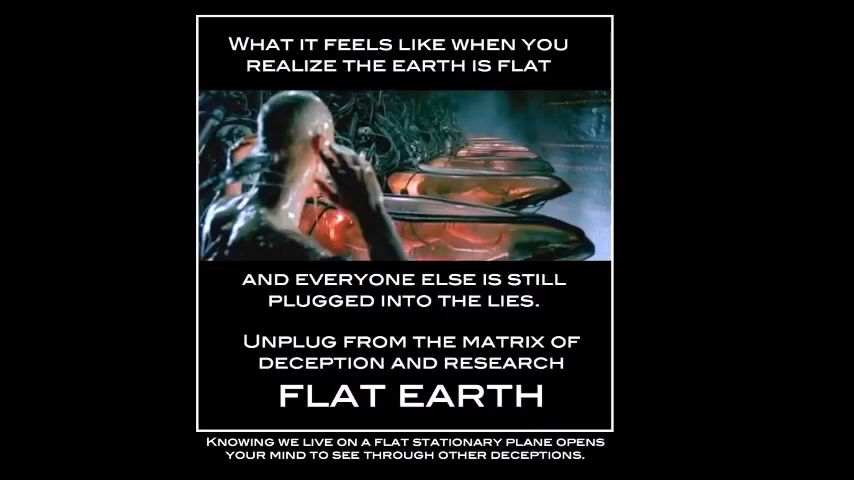 What it feels like when you
realize the earth is flat
and everyone else is still
plugged into the lies.
Unplug from the matrix of
deception and research
FLAT EARTH
Knowing we live on a flat stationary plane opens
your mind to see through other deceptions.